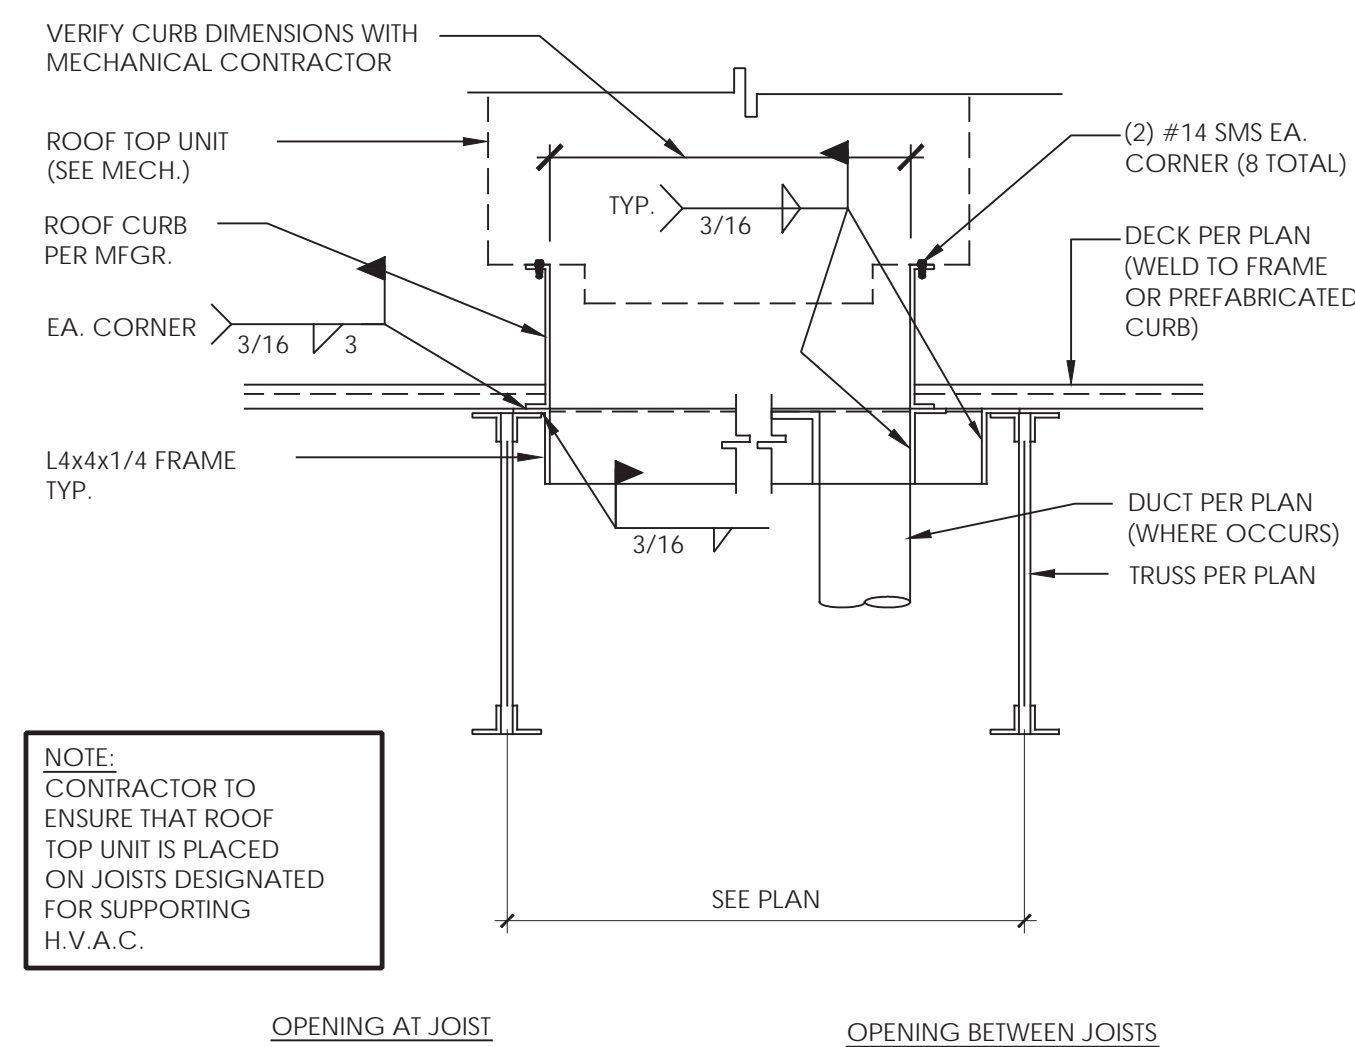 VERIFY CURB DIMENSIONS WITH
MECHANICAL CONTRACTOR
ROOF TOP UNIT
(SEE MECH.)
(2) #14 SMS EA.
CORNER (8 TOTAL)
TYP.
3/16
ROOF CURB
PER MFGR.
DECK PER PLAN
(WELD TO FRAME
OR PREFABRICATED
CURB)
EA. CORNER
3/16
3
L4x4x1/4 FRAME
TYP.
3/16
DUCT PER PLAN
(WHERE OCCURS)
TRUSS PER PLAN
NOTE:
CONTRACTOR TO
ENSURE THAT ROOF
TOP UNIT IS PLACED
ON JOISTS DESIGNATED
FOR SUPPORTING
H.V.A.C.
SEE PLAN
OPENING AT JOIST
OPENING BETWEEN JOISTS